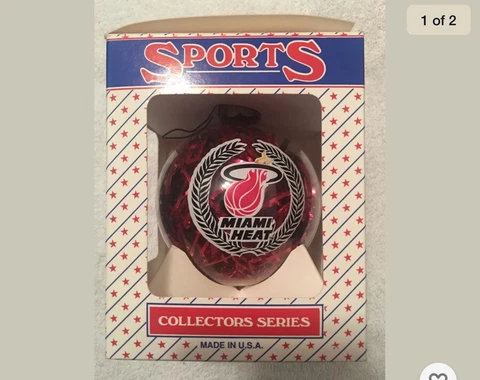 1 of 2
SPORTS
MIAMI
HEAT
COLLECTORS SERIES
MADE IN U.S.A.